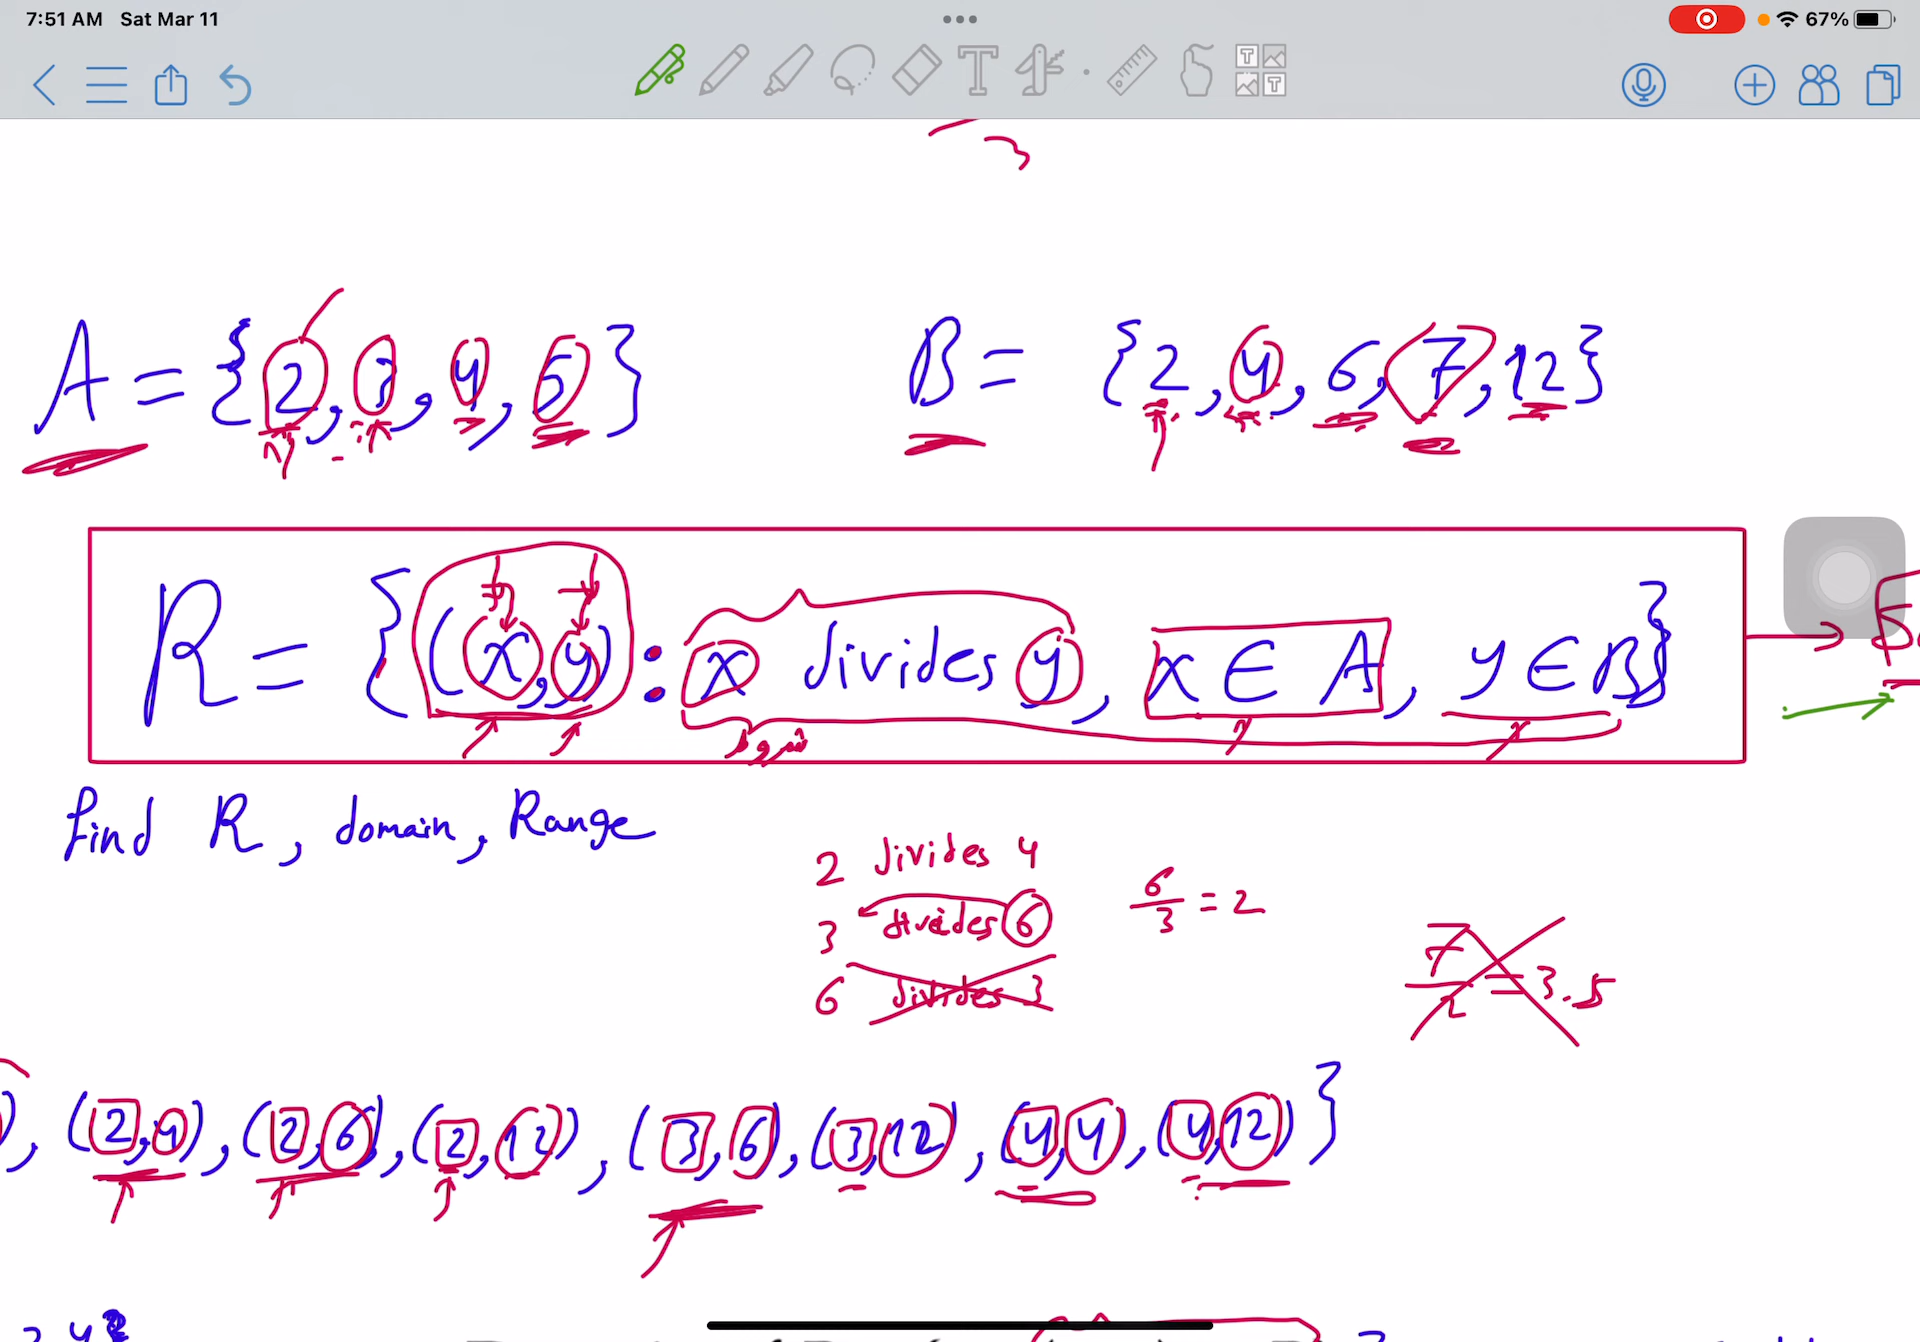 7:51 AM Sat Mar 11
67%
A = {2, 3, 4, 5}
B = {2, 4, 6, 7, 12}
R = {(x,y) : x divides y, x ∈ A, y ∈ B}
find R, domain, Range
2 divides 4
3 divides 6
6/3 = 2
6 divides 3
7/2 = 3.5
), (2,4), (2,6), (2,12), (3,6), (3,12), (4,4), (4,12)}